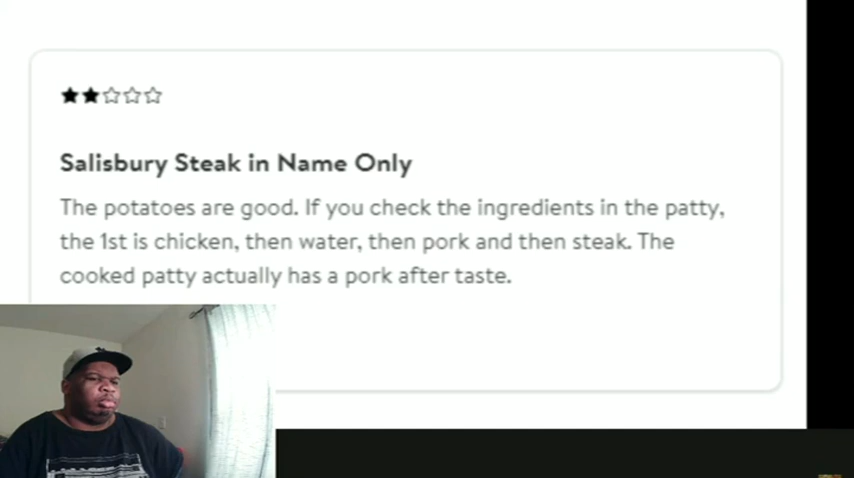 Salisbury Steak in Name Only
The potatoes are good. If you check the ingredients in the patty,
the 1st is chicken, then water, then pork and then steak. The
cooked patty actually has a pork after taste.